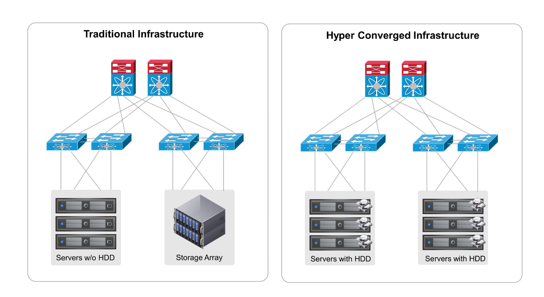 Traditional Infrastructure
Servers w/o HDD
Storage Array
Hyper Converged Infrastructure
Servers with HDD
Servers with HDD